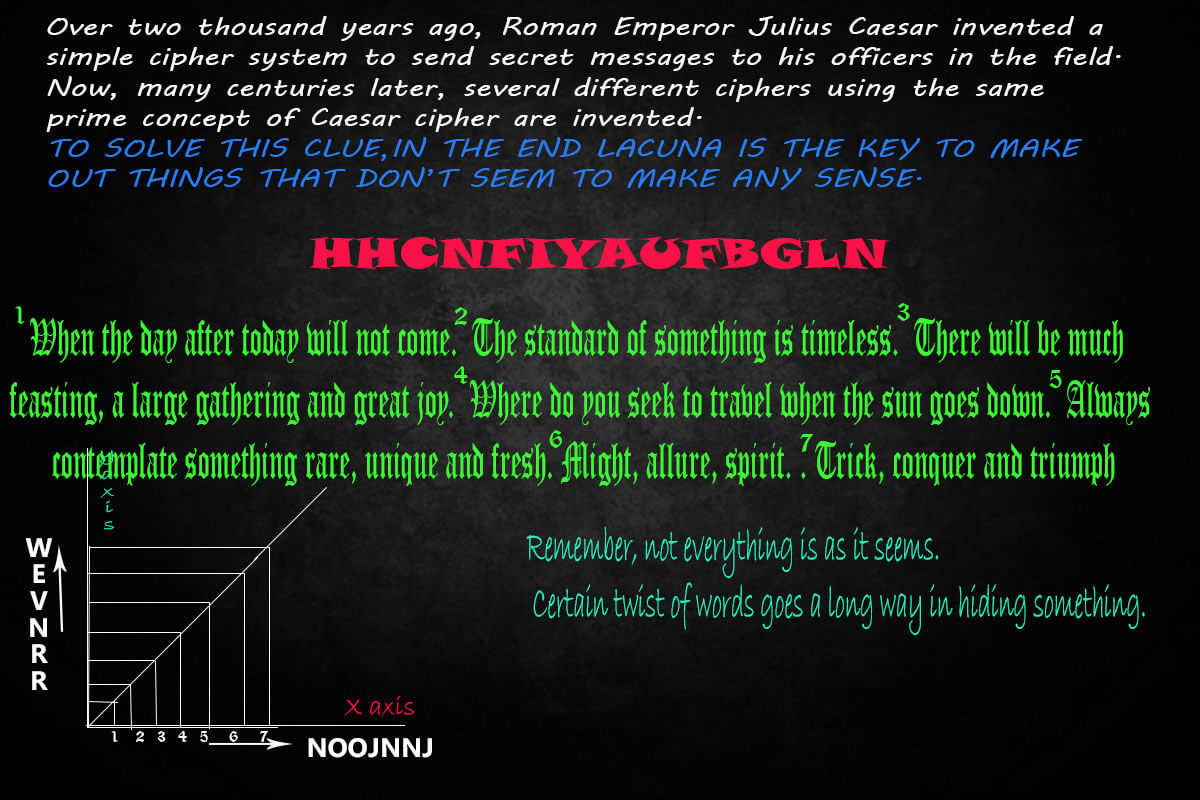 Over two thousand years ago, Roman Emperor Julius Caesar invented a
simple cipher system to send secret messages to his officers in the field.
Now, many centuries later, several different ciphers using the same
prime concept of Caesar cipher are invented.
TO SOLVE THIS CLUE,IN THE END LACUNA IS THE KEY TO MAKE
OUT THINGS THAT DON'T SEEM TO MAKE ANY SENSE.
HHCNFIYAUFBGLN
1 When the day after today will not come. 2 The standard of something is timeless. 3 There will be much
feasting, a large gathering and great joy. 4 Where do you seek to travel when the sun goes down. 5 Always
contemplate something rare, unique and fresh. 6 Might, allure, spirit. . 7 Trick, conquer and triumph
axis
Remember, not everything is as it seems.
Certain twist of words goes a long way in hiding something.
WEVNRR
x axis
1 2 3 4 5 6 7
NOOJNNJ